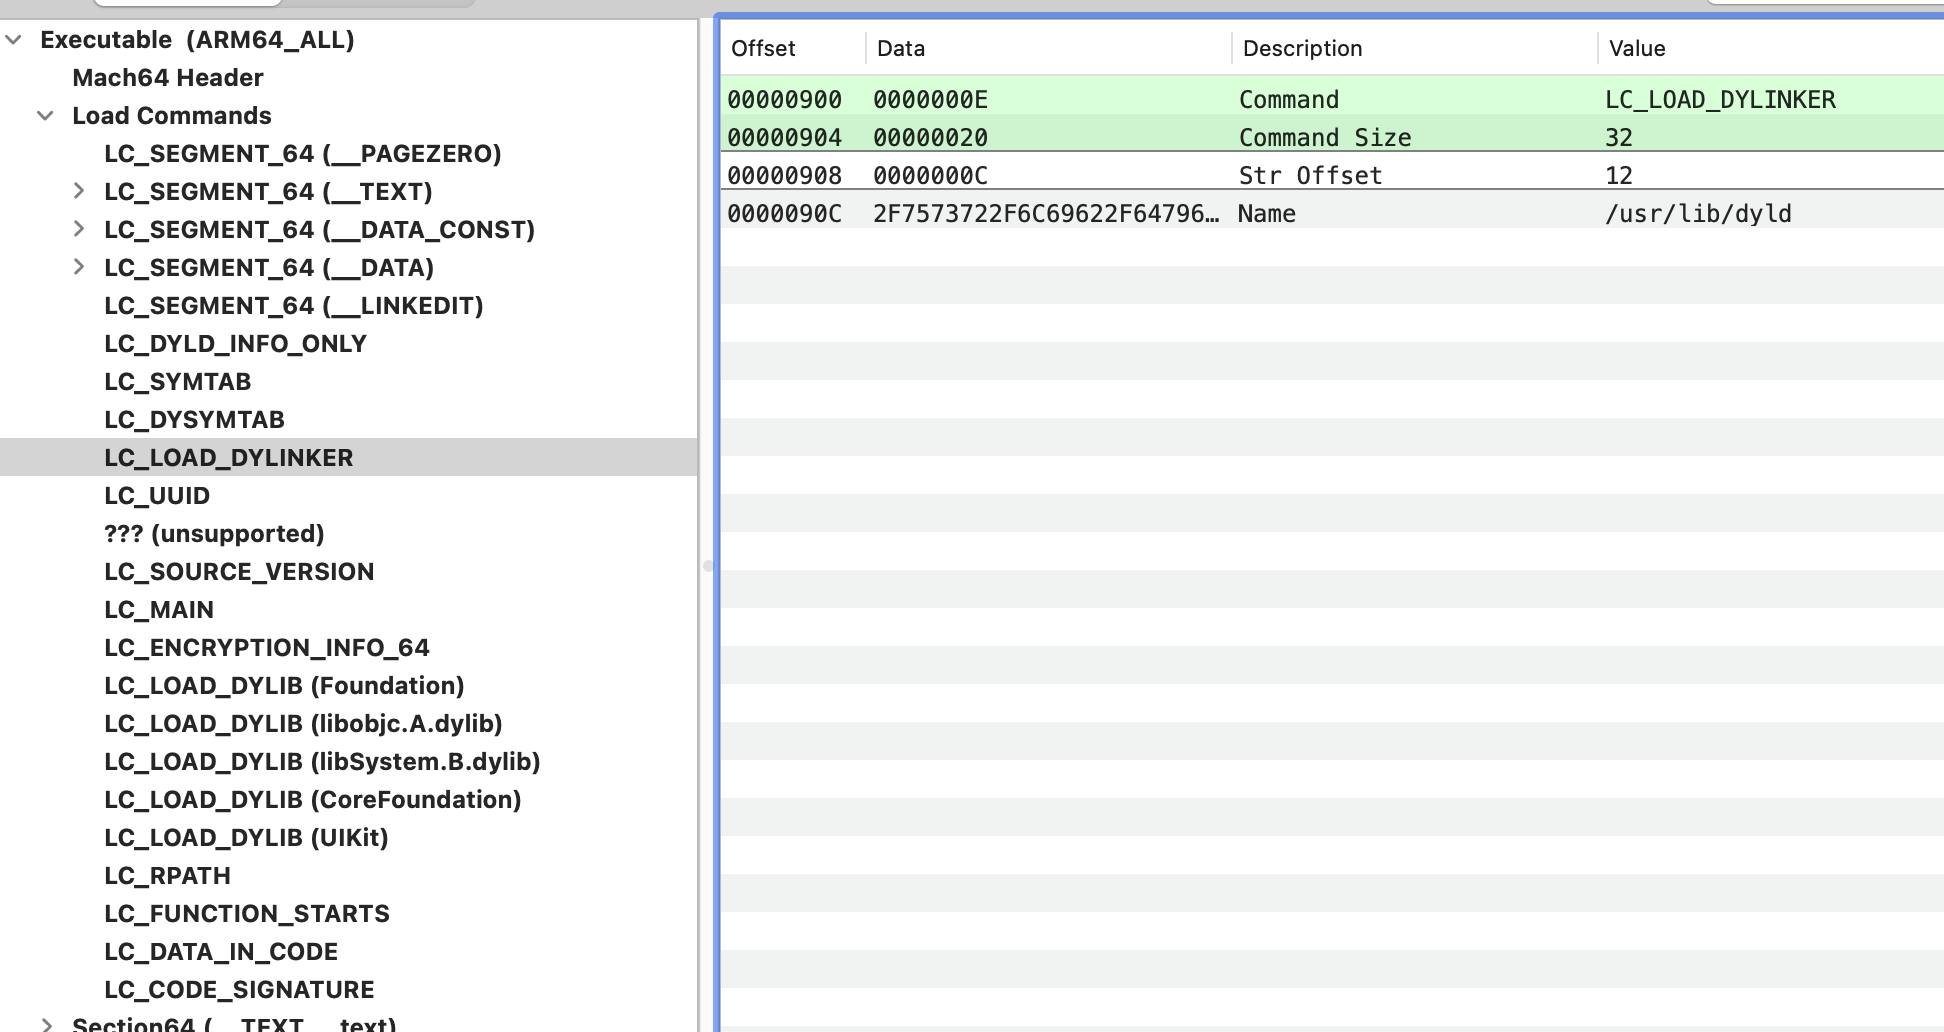 Executable (ARM64_ALL)
Mach64 Header
Load Commands
LC_SEGMENT_64 (__PAGEZERO)
LC_SEGMENT_64 (__TEXT)
LC_SEGMENT_64 (__DATA_CONST)
LC_SEGMENT_64 (__DATA)
LC_SEGMENT_64 (__LINKEDIT)
LC_DYLD_INFO_ONLY
LC_SYMTAB
LC_DYSYMTAB
LC_LOAD_DYLINKER
LC_UUID
??? (unsupported)
LC_SOURCE_VERSION
LC_MAIN
LC_ENCRYPTION_INFO_64
LC_LOAD_DYLIB (Foundation)
LC_LOAD_DYLIB (libobjc.A.dylib)
LC_LOAD_DYLIB (libSystem.B.dylib)
LC_LOAD_DYLIB (CoreFoundation)
LC_LOAD_DYLIB (UIKit)
LC_RPATH
LC_FUNCTION_STARTS
LC_DATA_IN_CODE
LC_CODE_SIGNATURE
Section64 (__TEXT,__text)
Offset Data Description Value
00000900 0000000E Command LC_LOAD_DYLINKER
00000904 00000020 Command Size 32
00000908 0000000C Str Offset 12
0000090C 2F7573722F6C69622F64796… Name /usr/lib/dyld